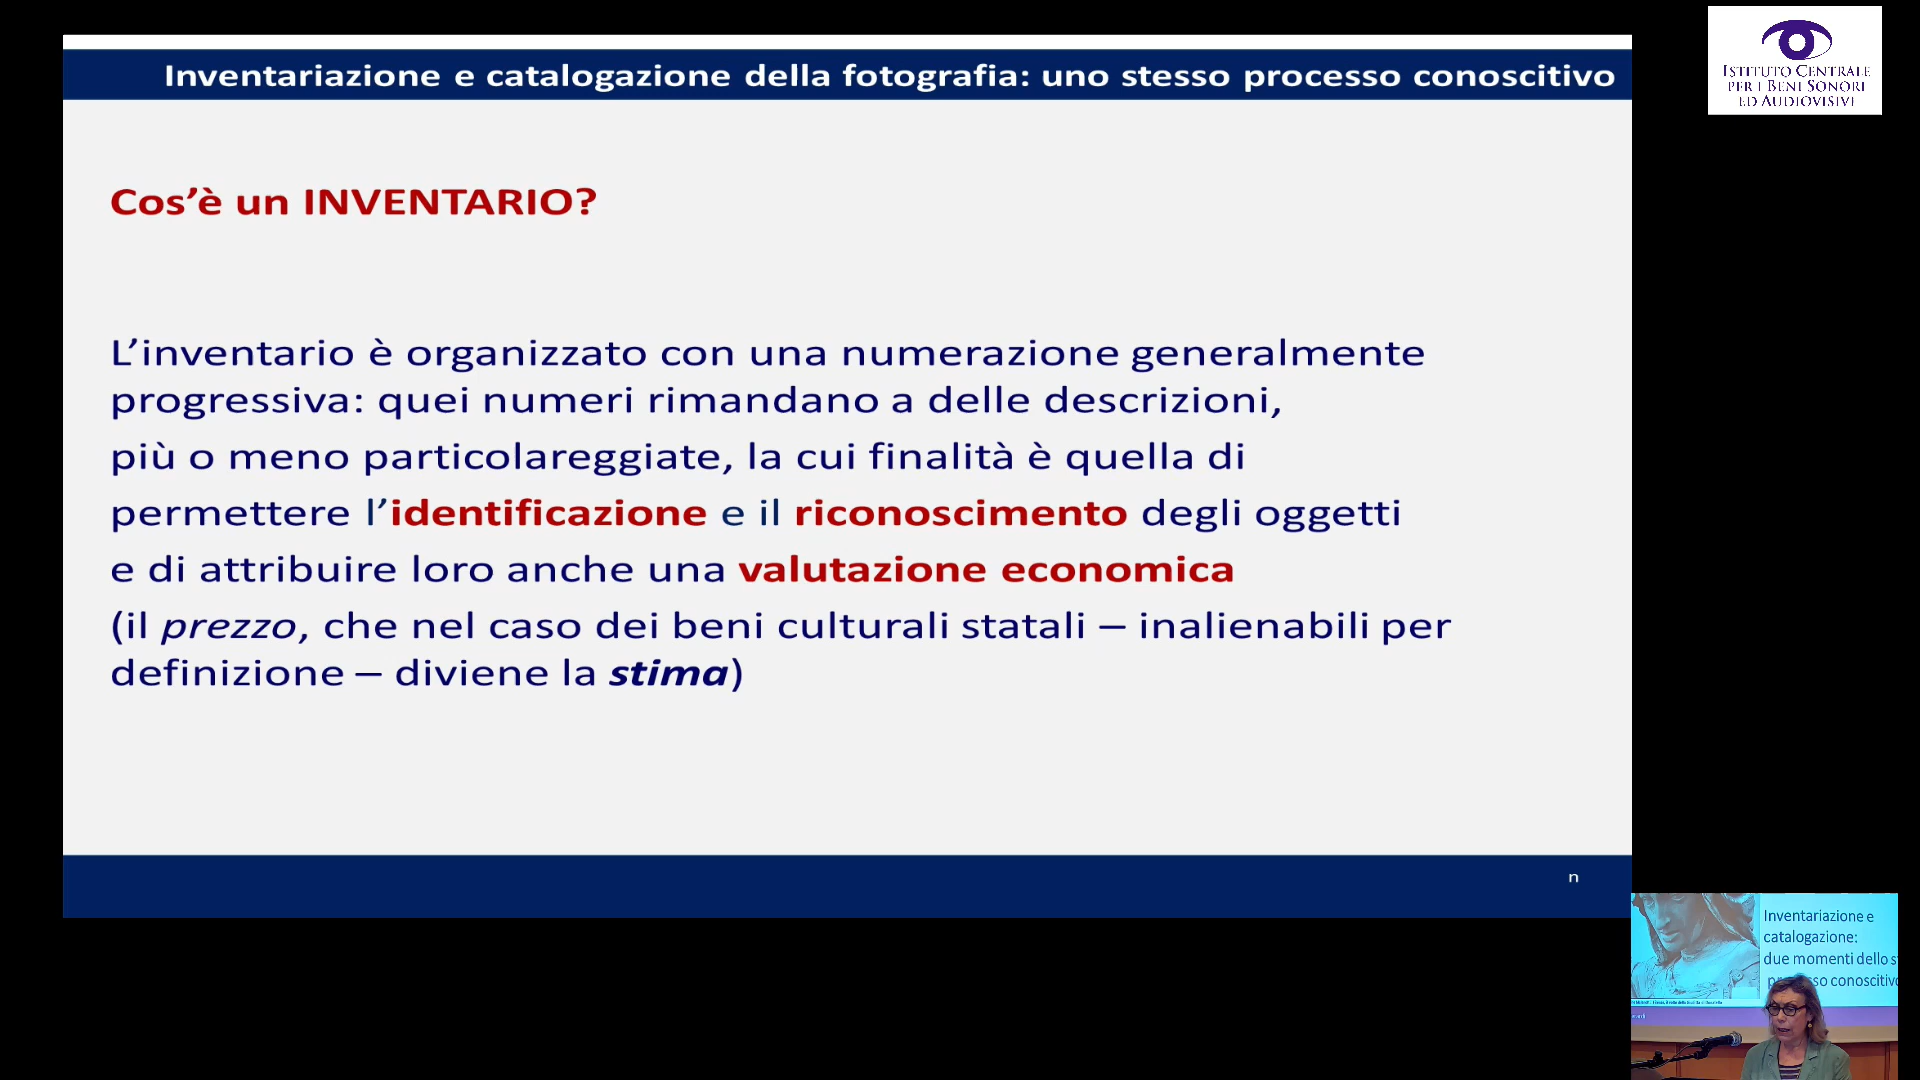 Inventariazione e catalogazione della fotografia: uno stesso processo conoscitivo
ISTITUTO CENTRALE
PER I BENI SONORI
ED AUDIOVISIVI
Cos’è un INVENTARIO?
L’inventario è organizzato con una numerazione generalmente
progressiva: quei numeri rimandano a delle descrizioni,
più o meno particolareggiate, la cui finalità è quella di
permettere l’identificazione e il riconoscimento degli oggetti
e di attribuire loro anche una valutazione economica
(il prezzo, che nel caso dei beni culturali statali – inalienabili per
definizione – diviene la stima)
n
Inventariazione e
catalogazione:
due momenti dello s
conoscitivo